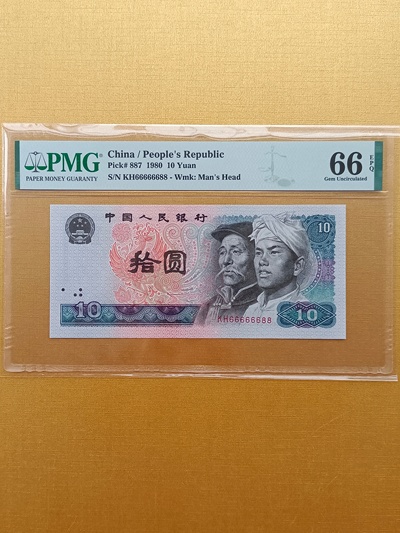 PMG
PAPER MONEY GUARANTY
China / People's Republic
Pick# 887 1980 10 Yuan
S/N KH66666688 - Wmk: Man's Head
66 EPQ
Gem Uncirculated
中国人民银行
10
拾圆
KH66666688
10
10